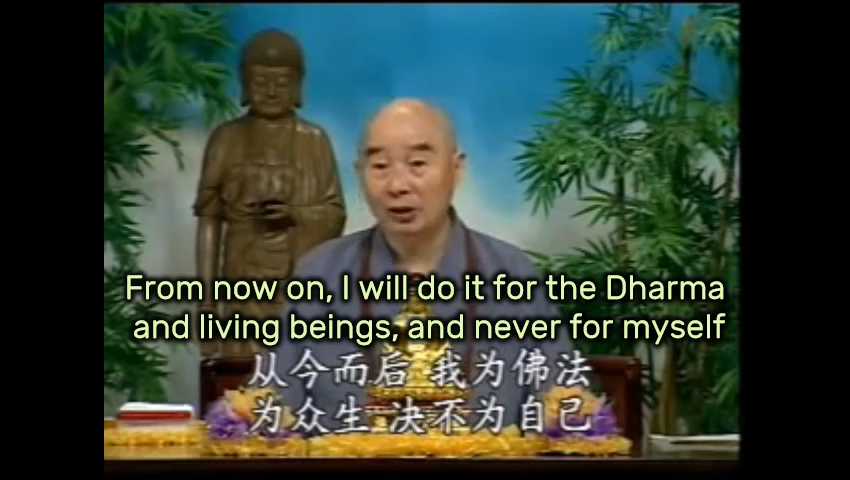 From now on, I will do it for the Dharma
and living beings, and never for myself
从今而后 我为佛法
为众生 决不为自己